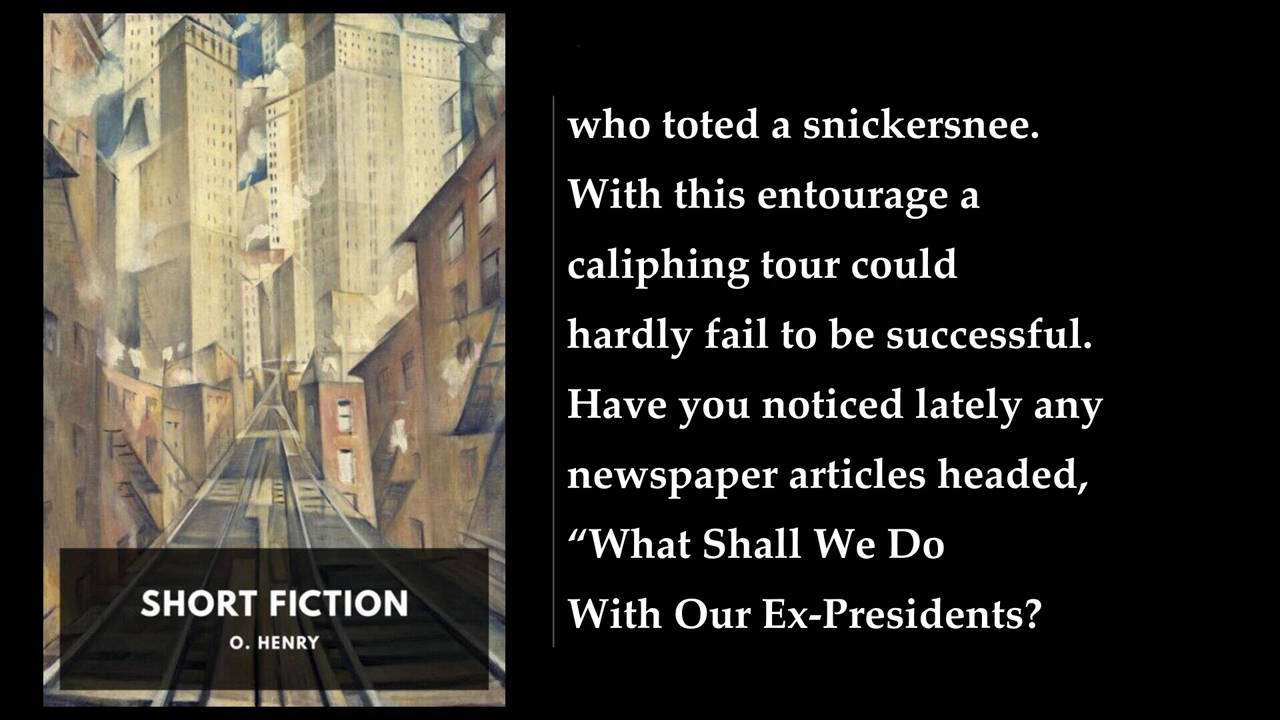 SHORT FICTION
O. HENRY
who toted a snickersnee.
With this entourage a
caliphing tour could
hardly fail to be successful.
Have you noticed lately any
newspaper articles headed,
“What Shall We Do
With Our Ex-Presidents?